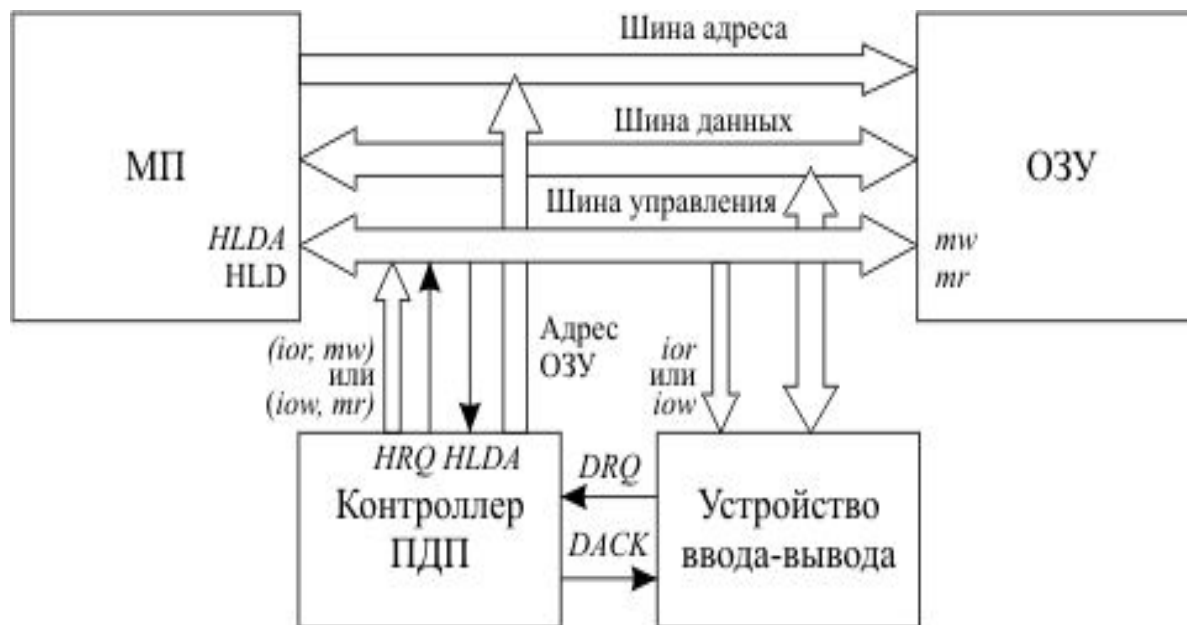 Шина адреса
МП
Шина данных
ОЗУ
Шина управления
HLDA
HLD
mw
mr
(ior, mw)
или
(iow, mr)
Адрес
ОЗУ
ior
или
iow
HRQ HLDA
Контроллер
ПДП
DRQ
DACK
Устройство
ввода-вывода